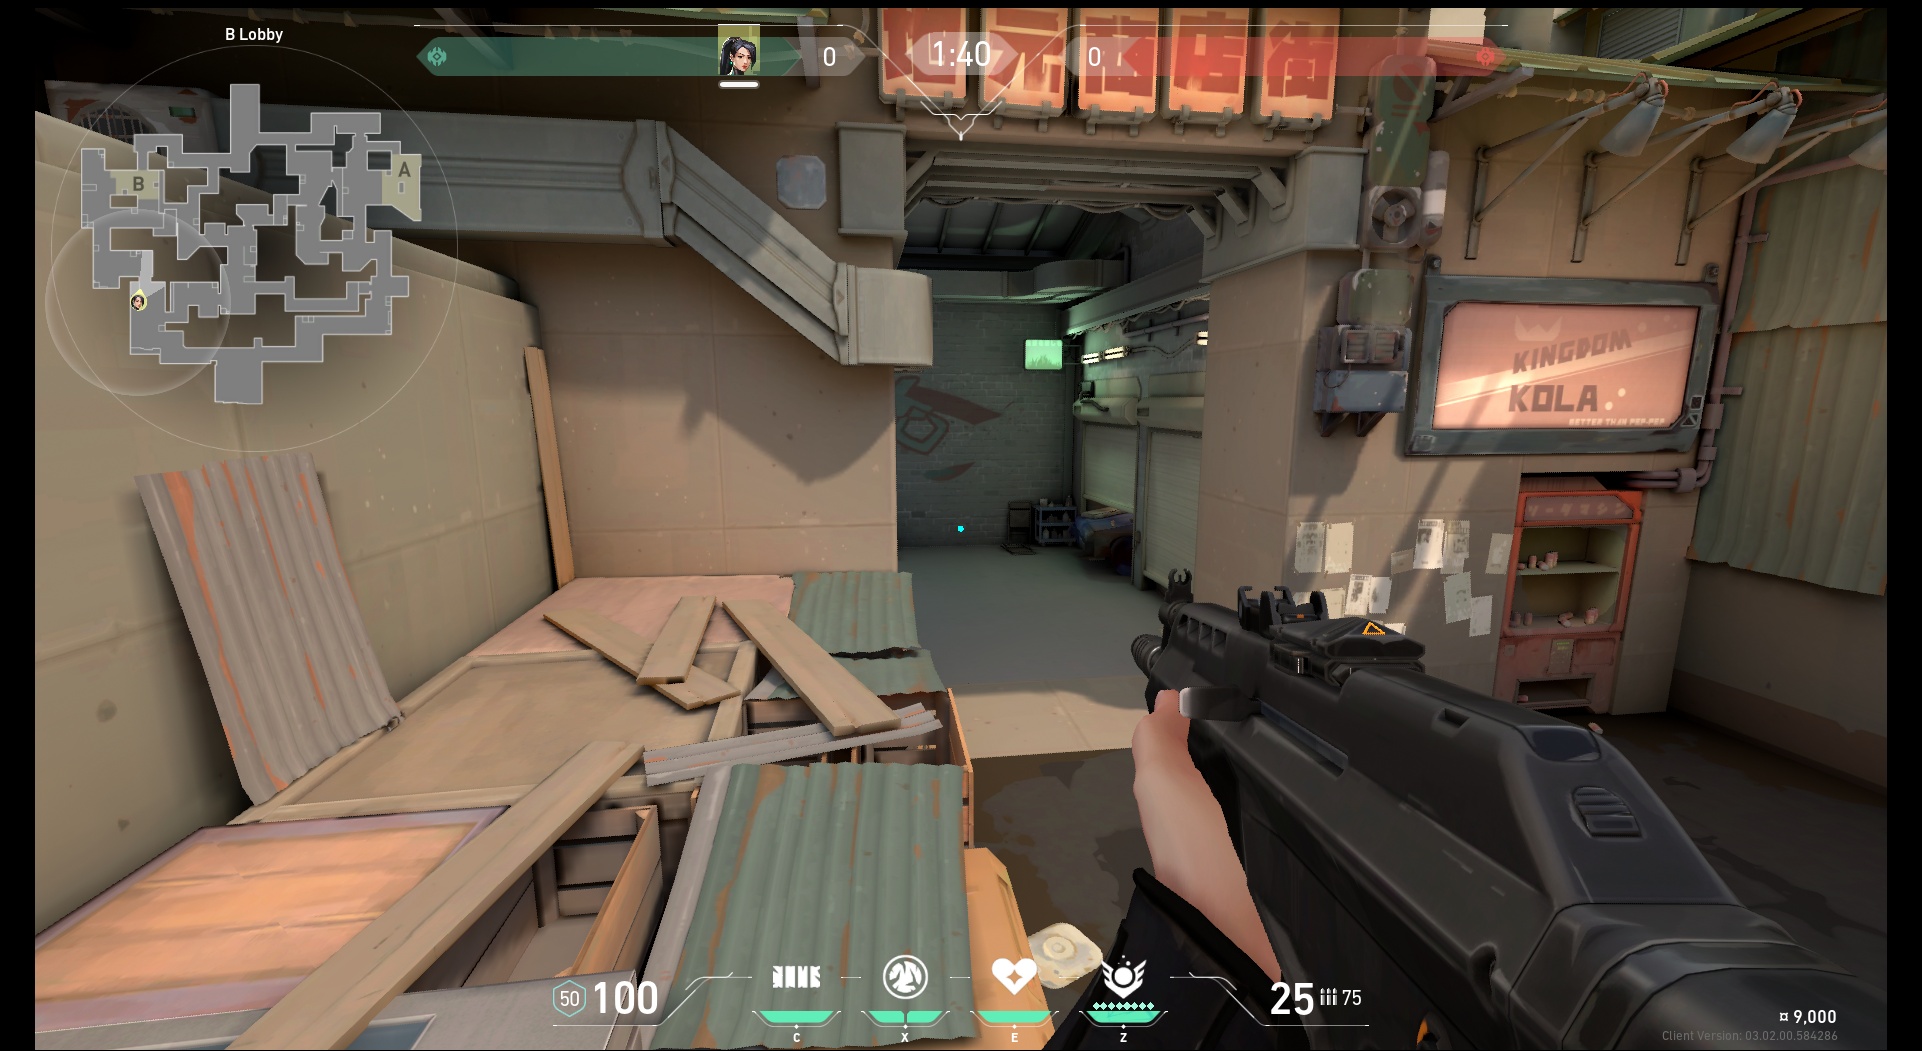 B Lobby
0
1:40
0
B
A
KINGDOM
KOLA
50
100
C
X
E
Z
25
75
¤ 9,000
Client Version: 03.02.00.584286